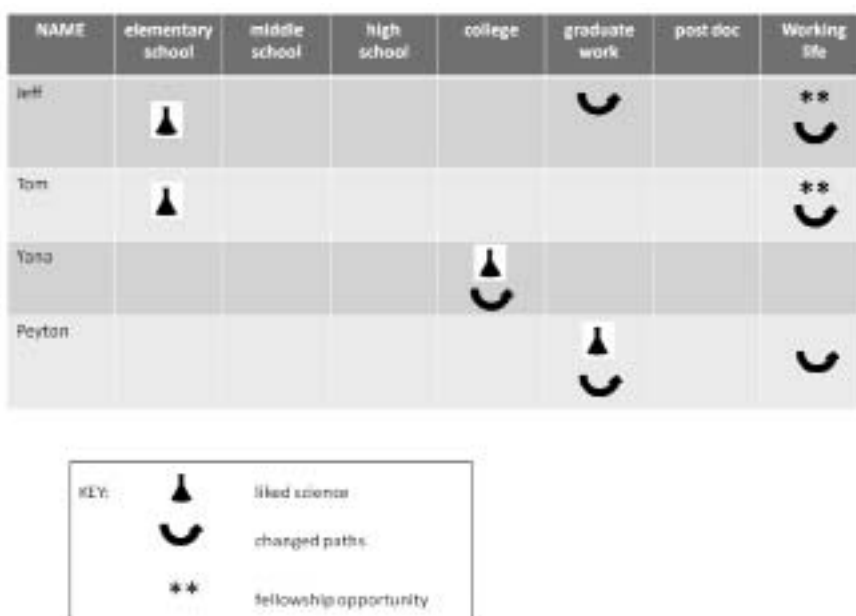 NAME elementary school middle school high school college graduate work post doc Working life
Jeff
**
**
Tom
**
Yana
Peyton
KEY:
liked science
changed paths
** fellowship opportunity